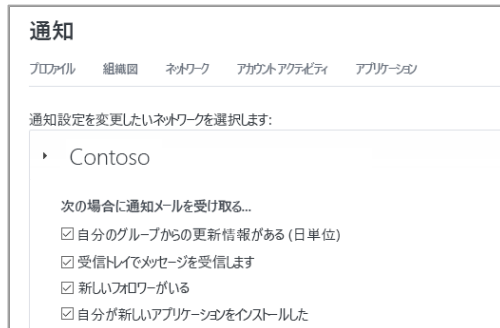 通知
プロファイル 組織図 ネットワーク アカウント アクティビティ アプリケーション
通知設定を変更したいネットワークを選択します:
Contoso
次の場合に通知メールを受け取る...
自分のグループからの更新情報がある (日単位)
受信トレイでメッセージを受信します
新しいフォロワーがいる
自分が新しいアプリケーションをインストールした